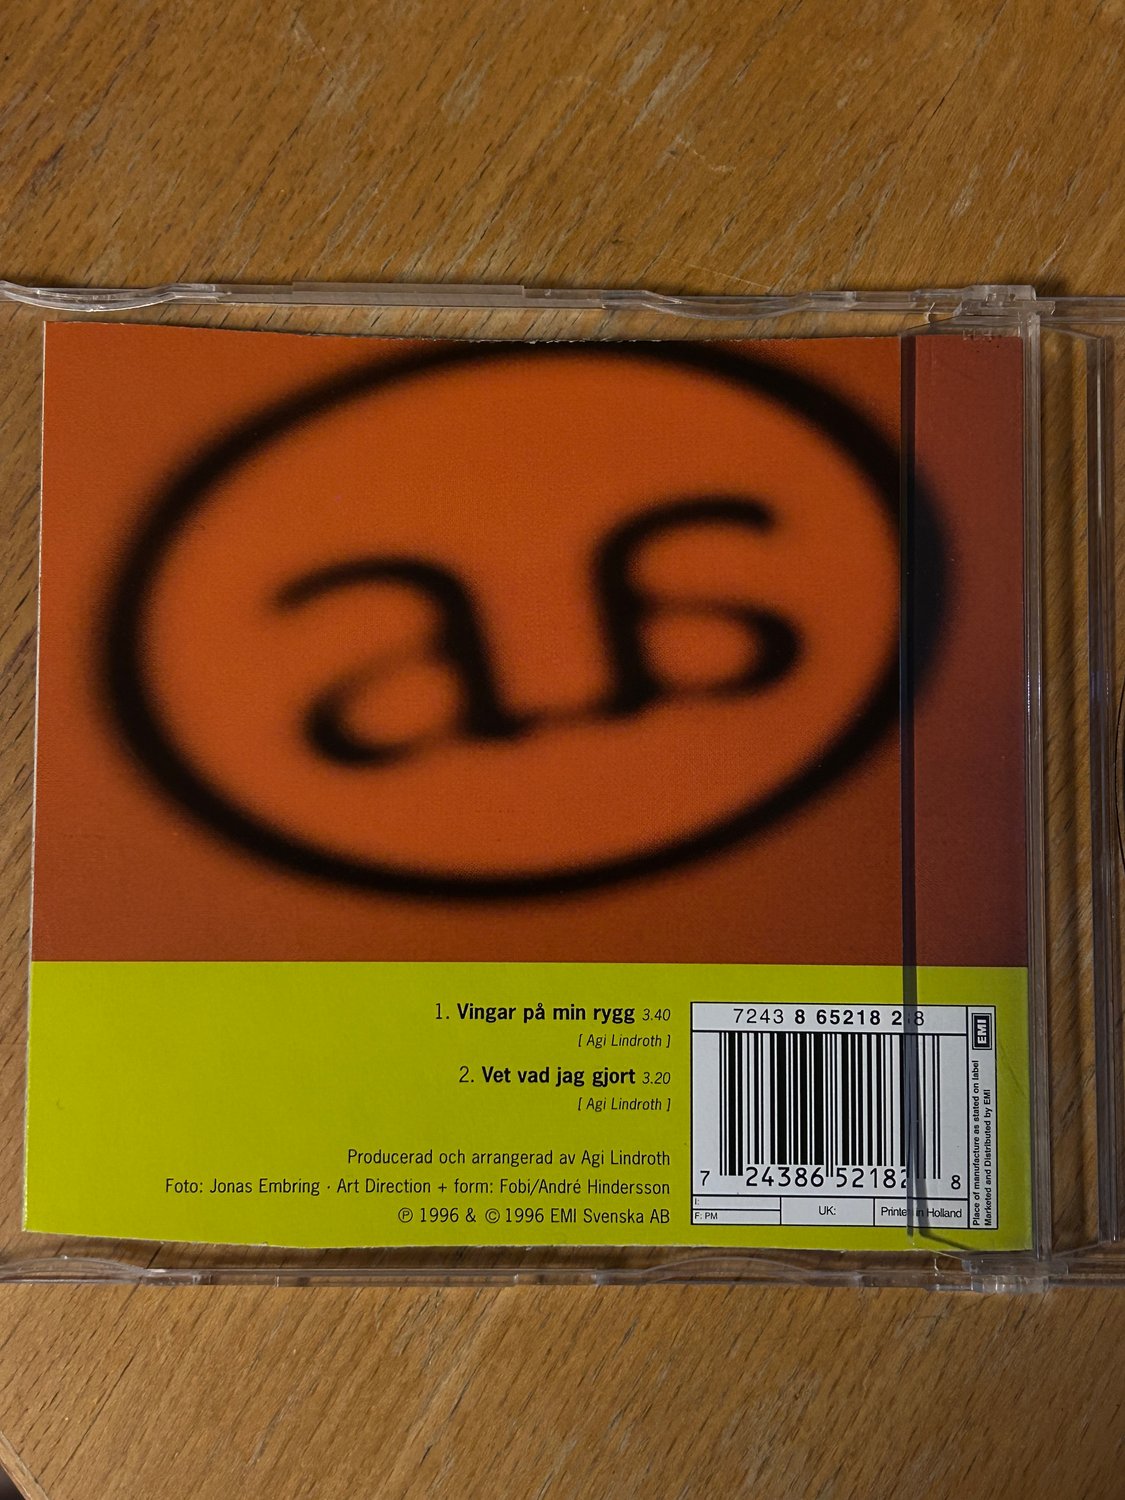 aa
1. Vingar på min rygg 3.40
[ Agi Lindroth ]
2. Vet vad jag gjort 3.20
[ Agi Lindroth ]
Producerad och arrangerad av Agi Lindroth
Foto: Jonas Embring · Art Direction + form: Fobi/André Hindersson
℗ 1996 & © 1996 EMI Svenska AB
7243 8 65218 2 8
7 24386 52182 8
I:
F: PM
UK:
Printed in Holland
EMI
Place of manufacture as stated on label
Marketed and Distributed by EMI